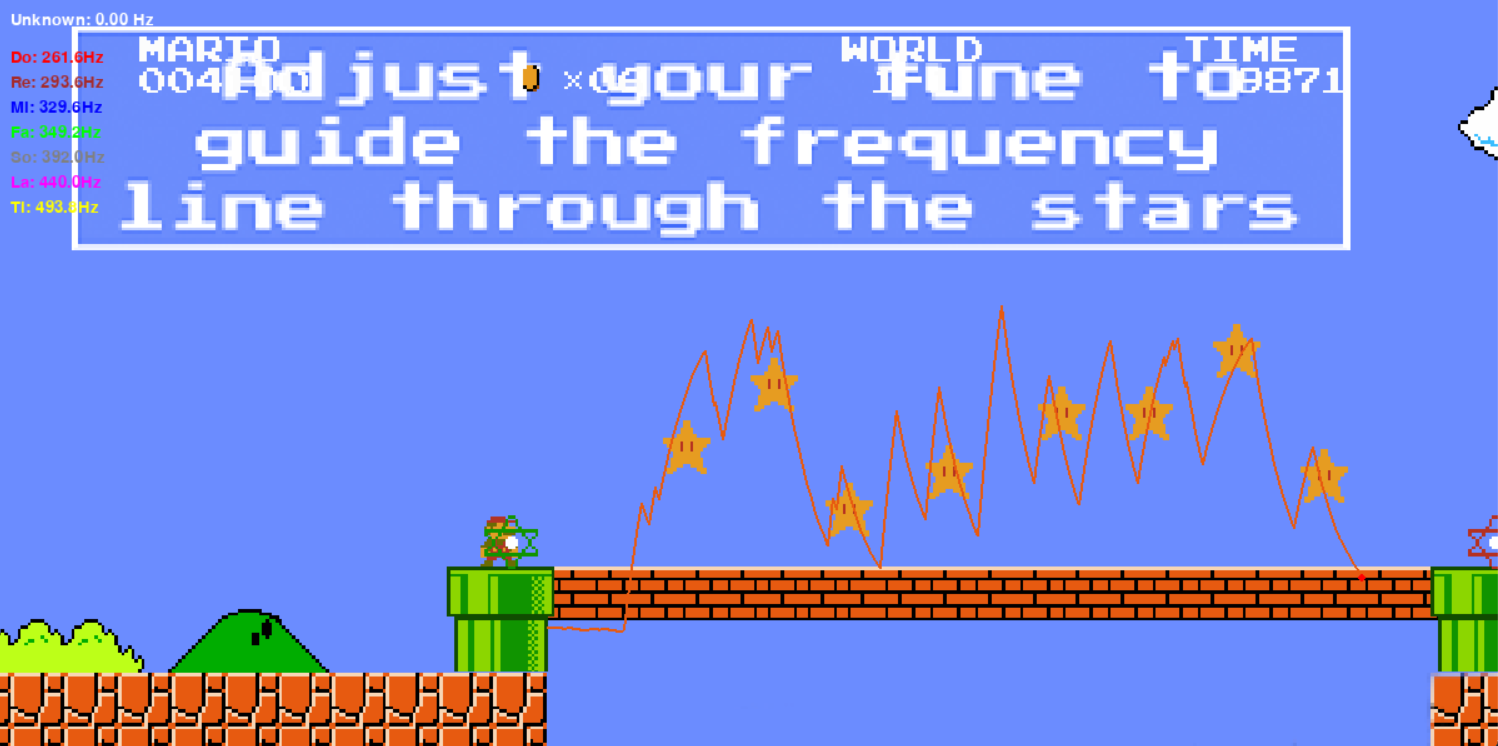 Unknown: 0.00 Hz
Do: 261.6Hz
Re: 293.6Hz
MI: 329.6Hz
Fa: 349.2Hz
So: 392.0Hz
La: 440.0Hz
TI: 493.8Hz
MARIO
WORLD
TIME
9871
Adjust your tune to
guide the frequency
line through the stars